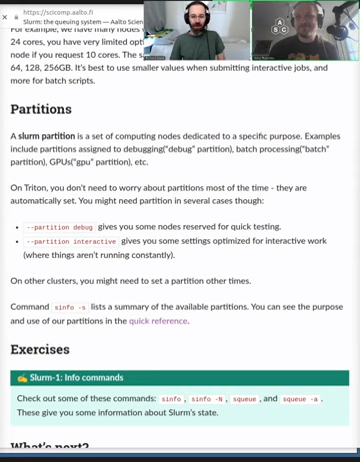 https://scicomp.aalto.fi
Slurm: the queuing system — Aalto Scien
For example, we have many nodes
24 cores, you have very limited opt
node if you request 10 cores. The s
64, 128, 256GB. It's best to use smaller values when submitting interactive jobs, and
more for batch scripts.
Partitions
A slurm partition is a set of computing nodes dedicated to a specific purpose. Examples
include partitions assigned to debugging("debug" partition), batch processing("batch"
partition), GPUs("gpu" partition), etc.
On Triton, you don't need to worry about partitions most of the time - they are
automatically set. You might need partition in several cases though:
• --partition debug gives you some nodes reserved for quick testing.
• --partition interactive gives you some settings optimized for interactive work
(where things aren't running constantly).
On other clusters, you might need to set a partition other times.
Command sinfo -s lists a summary of the available partitions. You can see the purpose
and use of our partitions in the quick reference.
Exercises
✍ Slurm-1: Info commands
Check out some of these commands: sinfo, sinfo -N, squeue, and squeue -a.
These give you some information about Slurm's state.
What's next?
A
S C